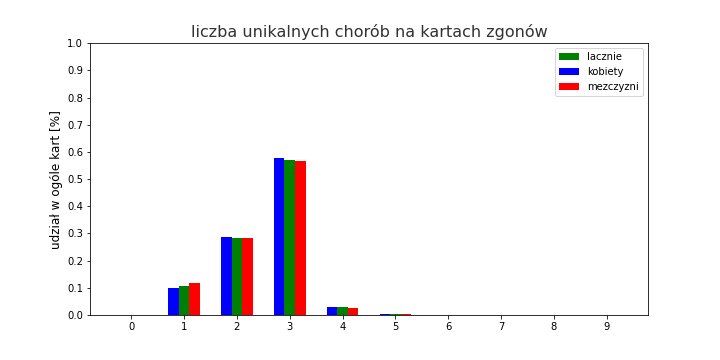 liczba unikalnych chorób na kartach zgonów
udział w ogóle kart [%]
1.0
0.9
0.8
0.7
0.6
0.5
0.4
0.3
0.2
0.1
0.0
0 1 2 3 4 5 6 7 8 9
lacznie
kobiety
mezczyzni